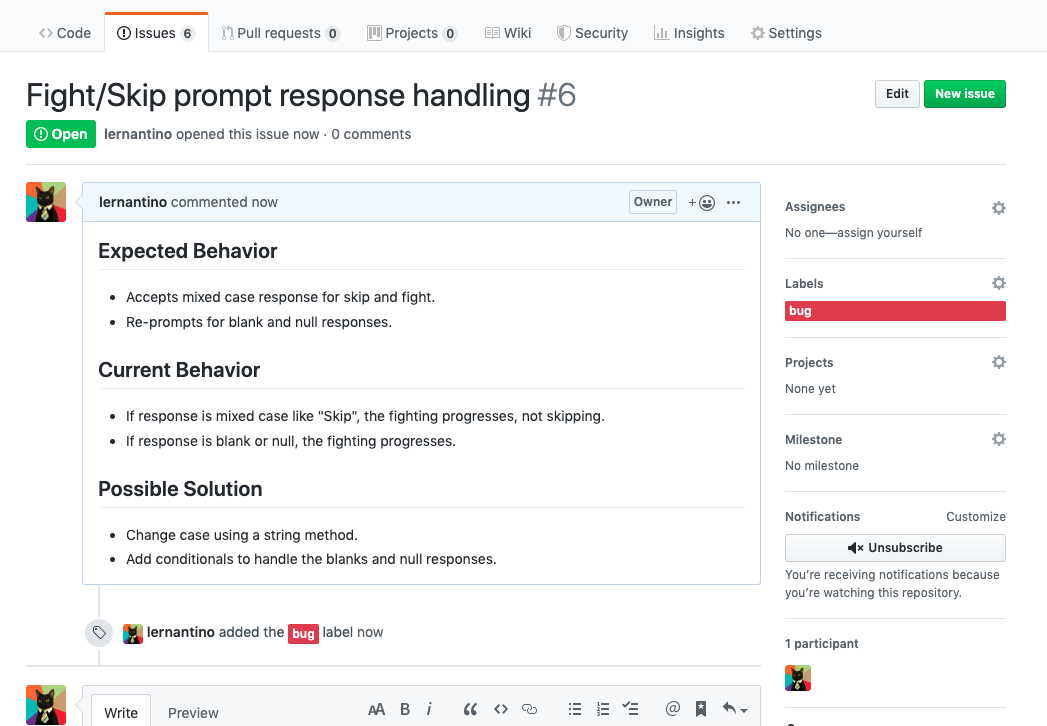 Code Issues 6 Pull requests 0 Projects 0 Wiki Security Insights Settings
Fight/Skip prompt response handling #6
Edit New issue
Open lernantino opened this issue now · 0 comments
lernantino commented now Owner
Expected Behavior
• Accepts mixed case response for skip and fight.
• Re-prompts for blank and null responses.
Current Behavior
• If response is mixed case like "Skip", the fighting progresses, not skipping.
• If response is blank or null, the fighting progresses.
Possible Solution
• Change case using a string method.
• Add conditionals to handle the blanks and null responses.
lernantino added the bug label now
Write Preview AA B i
Assignees
No one—assign yourself
Labels
bug
Projects
None yet
Milestone
No milestone
Notifications Customize
Unsubscribe
You’re receiving notifications because
you’re watching this repository.
1 participant